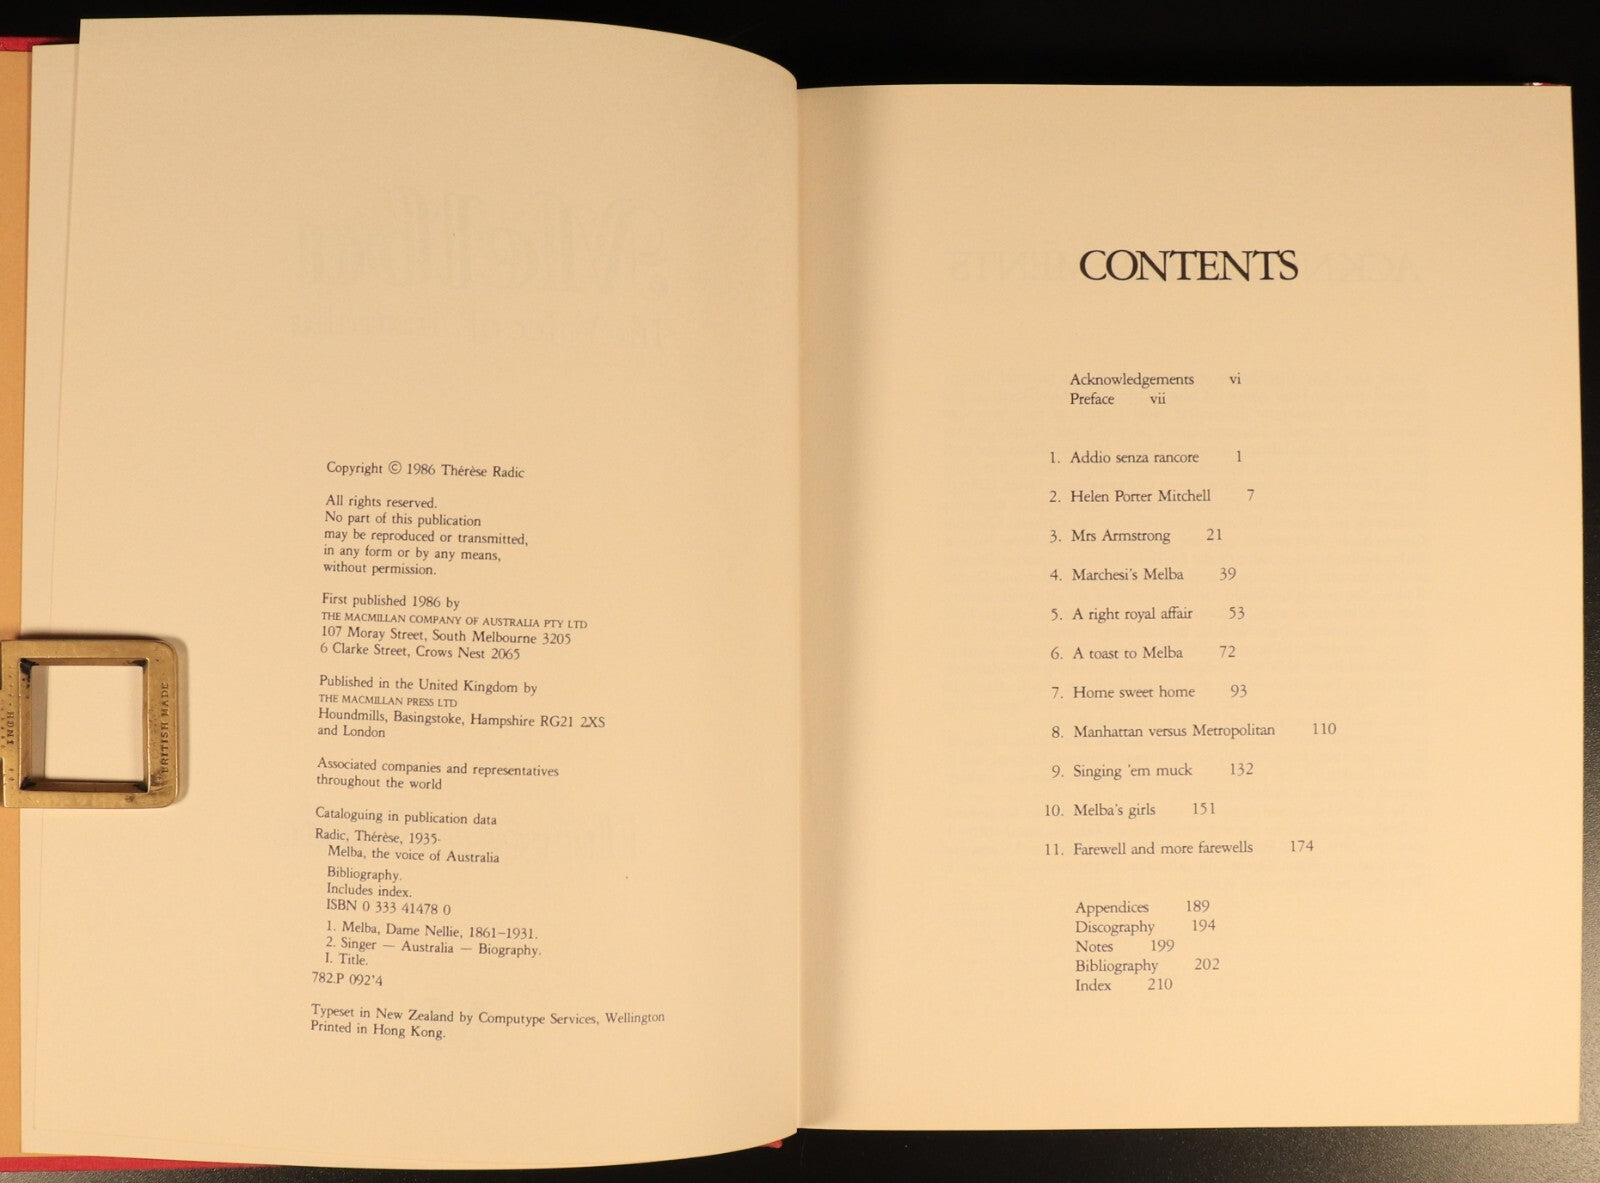 Copyright © 1986 Thérèse Radic
All rights reserved.
No part of this publication
may be reproduced or transmitted,
in any form or by any means,
without permission.
First published 1986 by
THE MACMILLAN COMPANY OF AUSTRALIA PTY LTD
107 Moray Street, South Melbourne 3205
6 Clarke Street, Crows Nest 2065
Published in the United Kingdom by
THE MACMILLAN PRESS LTD
Houndmills, Basingstoke, Hampshire RG21 2XS
and London
Associated companies and representatives
throughout the world
Cataloguing in publication data
Radic, Thérèse, 1935-
Melba, the voice of Australia
Bibliography.
Includes index.
ISBN 0 333 41478 0
1. Melba, Dame Nellie, 1861–1931.
2. Singer — Australia — Biography.
I. Title.
782.P 092'4
Typeset in New Zealand by Computype Services, Wellington
Printed in Hong Kong.
BRITISH MADE
INCH
CONTENTS
Acknowledgements vi
Preface vii
1. Addio senza rancore 1
2. Helen Porter Mitchell 7
3. Mrs Armstrong 21
4. Marchesi's Melba 39
5. A right royal affair 53
6. A toast to Melba 72
7. Home sweet home 93
8. Manhattan versus Metropolitan 110
9. Singing 'em muck 132
10. Melba's girls 151
11. Farewell and more farewells 174
Appendices 189
Discography 194
Notes 199
Bibliography 202
Index 210